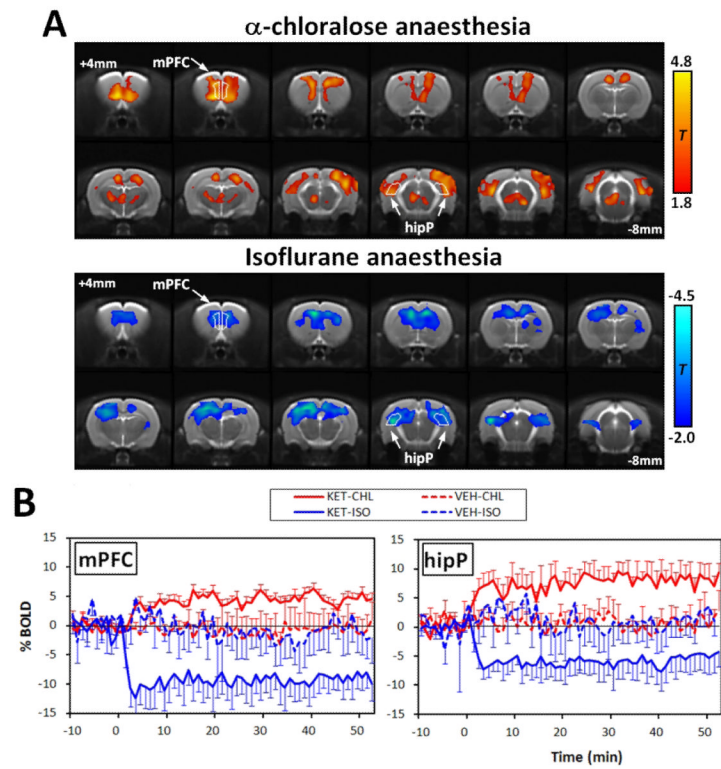 A
α-chloralose anaesthesia
+4mm
mPFC
4.8
T
1.8
hipP
-8mm
Isoflurane anaesthesia
+4mm
mPFC
-4.5
T
-2.0
hipP
-8mm
B
KET-CHL
VEH-CHL
KET-ISO
VEH-ISO
mPFC
% BOLD
15
10
5
0
-5
-10
-15
-10 0 10 20 30 40 50
hipP
15
10
5
0
-5
-10
-15
-10 0 10 20 30 40 50
Time (min)